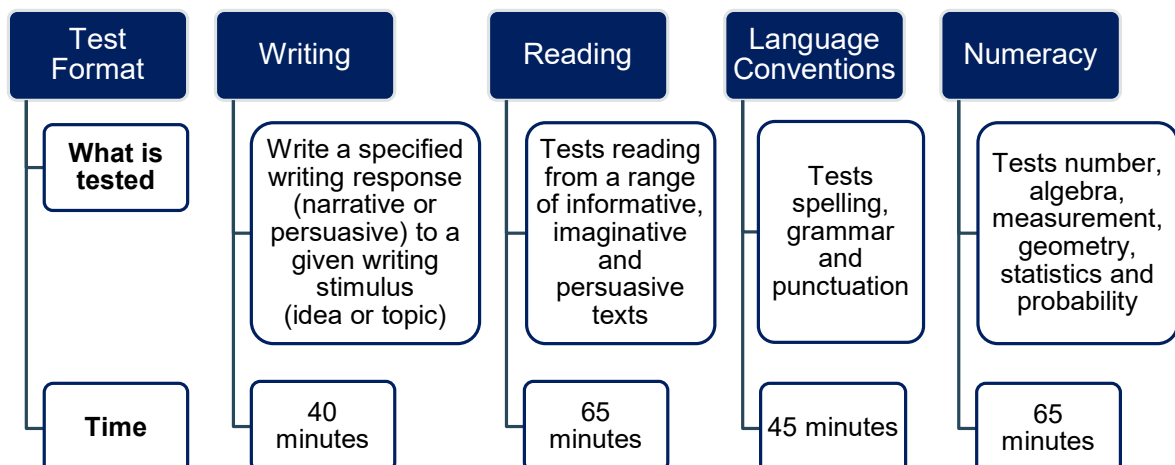 Test
Format
Writing
Reading
Language
Conventions
Numeracy
What is
tested
Write a specified
writing response
(narrative or
persuasive) to a
given writing
stimulus
(idea or topic)
Tests reading
from a range
of informative,
imaginative
and
persuasive
texts
Tests
spelling,
grammar
and
punctuation
Tests number,
algebra,
measurement,
geometry,
statistics and
probability
Time
40
minutes
65
minutes
45 minutes
65
minutes